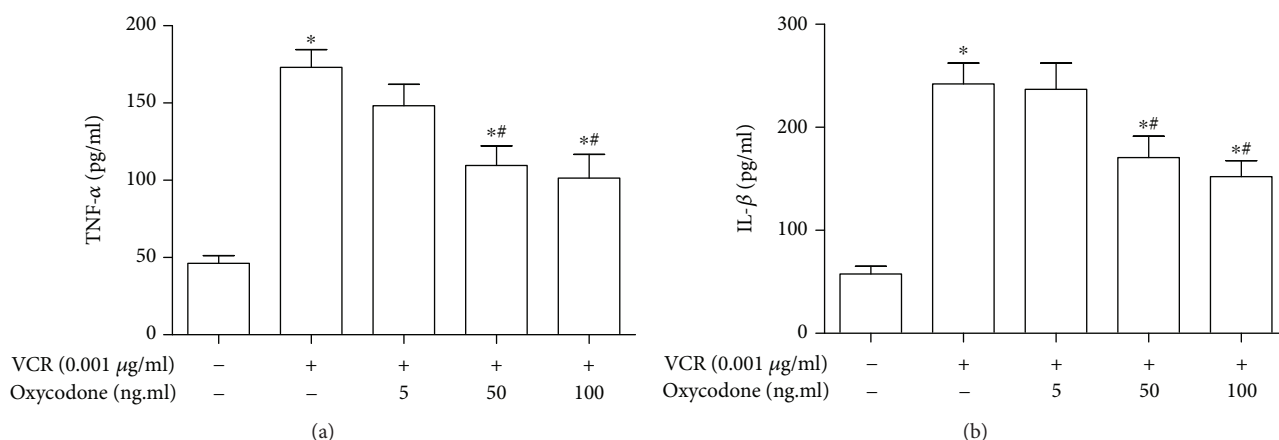 200
150
100
50
0
TNF-α (pg/ml)
*
*#
*#
VCR (0.001 μg/ml) – + + + +
Oxycodone (ng.ml) – – 5 50 100
(a)
300
200
100
0
IL-β (pg/ml)
*
*#
*#
VCR (0.001 μg/ml) – + + + +
Oxycodone (ng.ml) – – 5 50 100
(b)